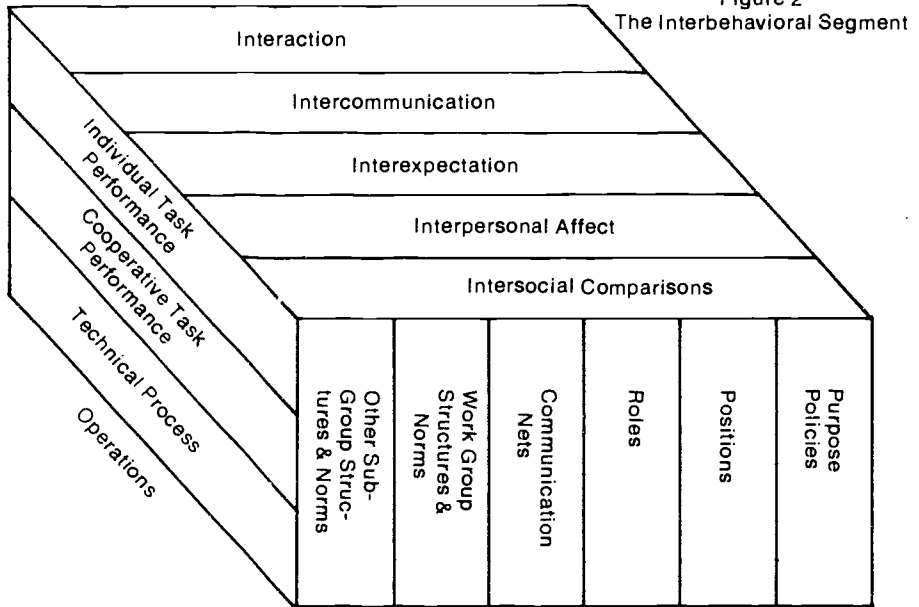 Figure 2
The Interbehavioral Segment
Interaction
Intercommunication
Interexpectation
Interpersonal Affect
Intersocial Comparisons
Individual Task
Performance
Cooperative Task
Performance
Technical Process
Operations
Other Sub-
Group Struc-
tures & Norms
Work Group
Structures &
Norms
Communication
Nets
Roles
Positions
Purpose
Policies